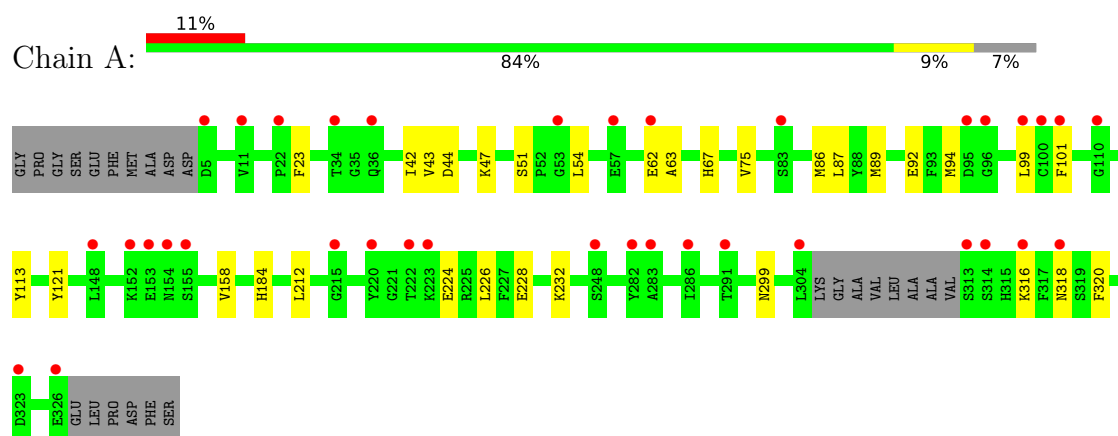 11%
Chain A:
84% 9% 7%
GLY PRO GLY SER GLU PHE MET ALA ASP ASP D5 V11 P22 F23 T34 G35 Q36 I42 V43 D44 K47 S51 P52 G53 L54 E57 E62 A63 H67 V75 S83 M86 L87 Y88 M89 E92 F93 M94 D95 G96 L99 C100 F101 G110
Y113 Y121 L148 K152 E153 N154 S155 V158 H184 L212 G215 Y220 G221 T222 K223 E224 R225 L226 F227 E228 K232 S248 Y282 A283 I286 T291 N299 L304 LYS GLY ALA VAL LEU ALA ALA VAL S313 S314 H315 K316 F317 N318 S319 F320
D323 E326 GLU LEU PRO ASP PHE SER